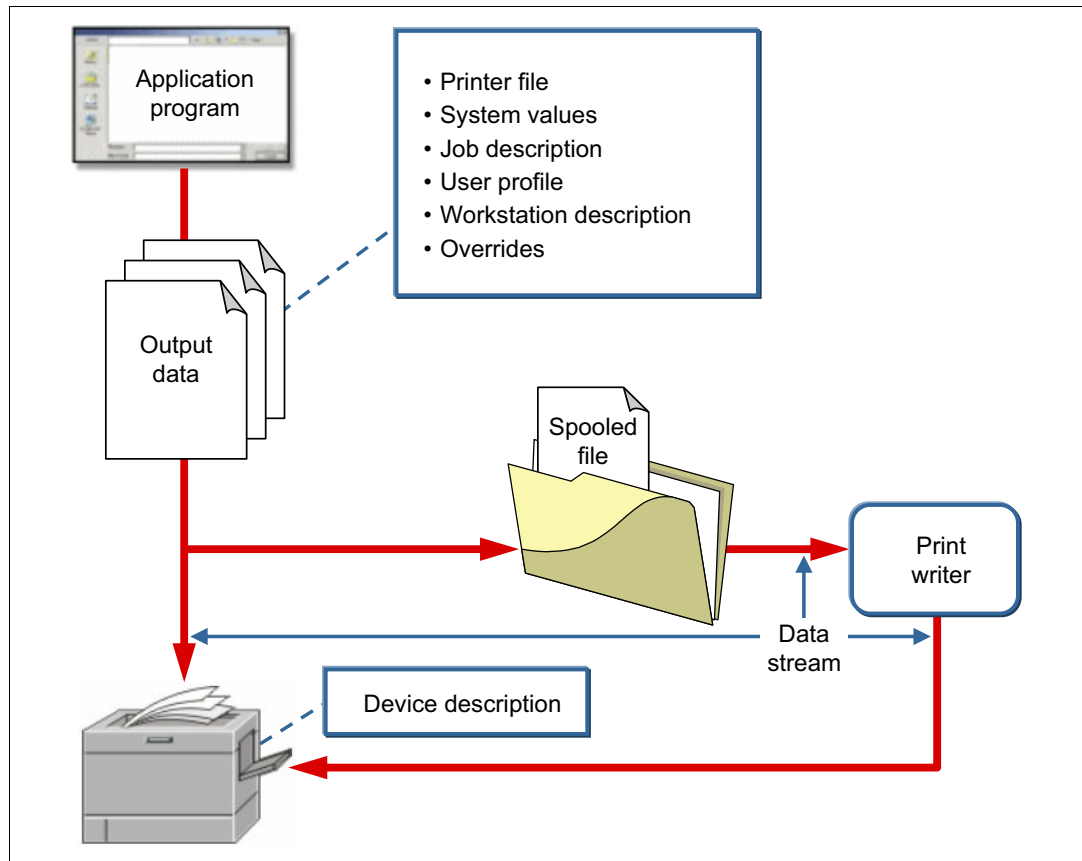 Application
program
• Printer file
• System values
• Job description
• User profile
• Workstation description
• Overrides
Output
data
Spooled
file
Print
writer
Data
stream
Device description